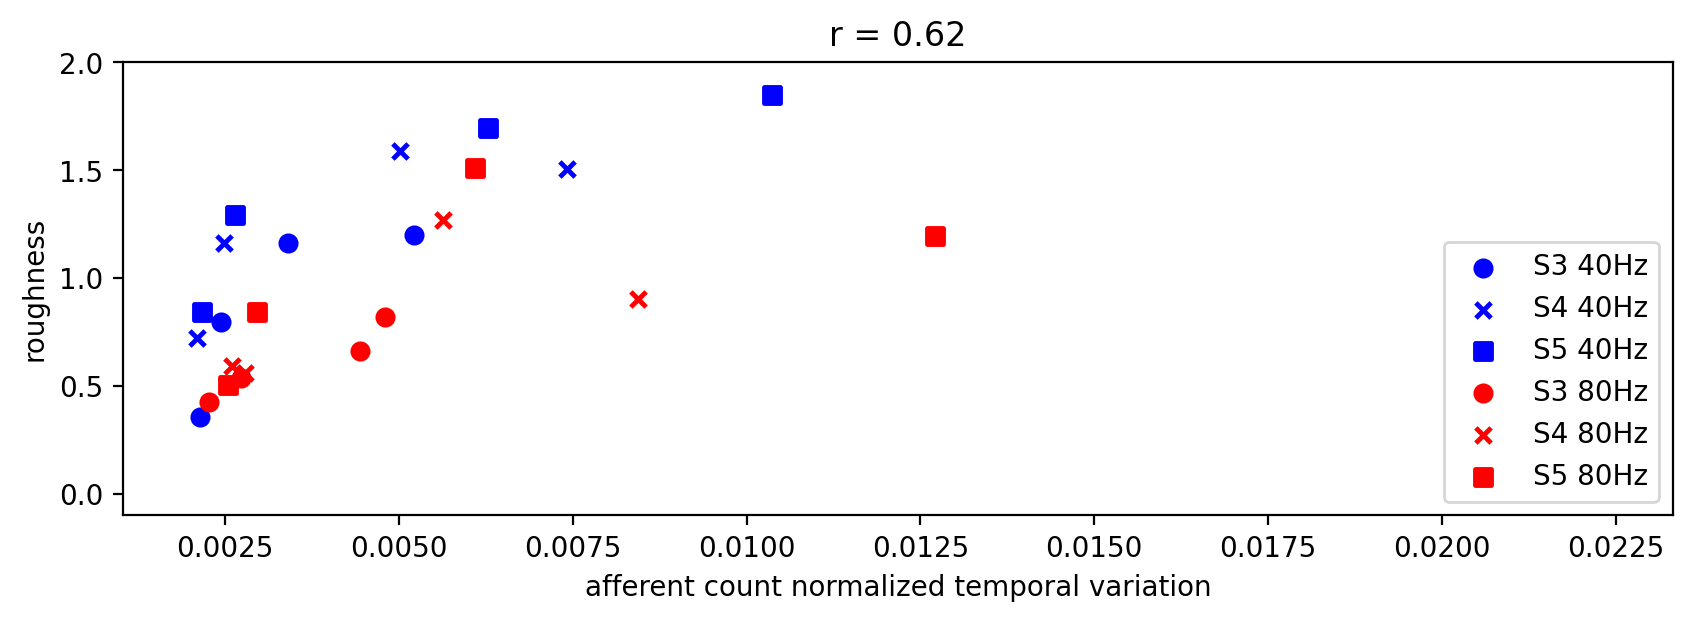 r = 0.62
2.0
1.5
1.0
0.5
0.0
roughness
S3 40Hz
S4 40Hz
S5 40Hz
S3 80Hz
S4 80Hz
S5 80Hz
0.0025 0.0050 0.0075 0.0100 0.0125 0.0150 0.0175 0.0200 0.0225
afferent count normalized temporal variation